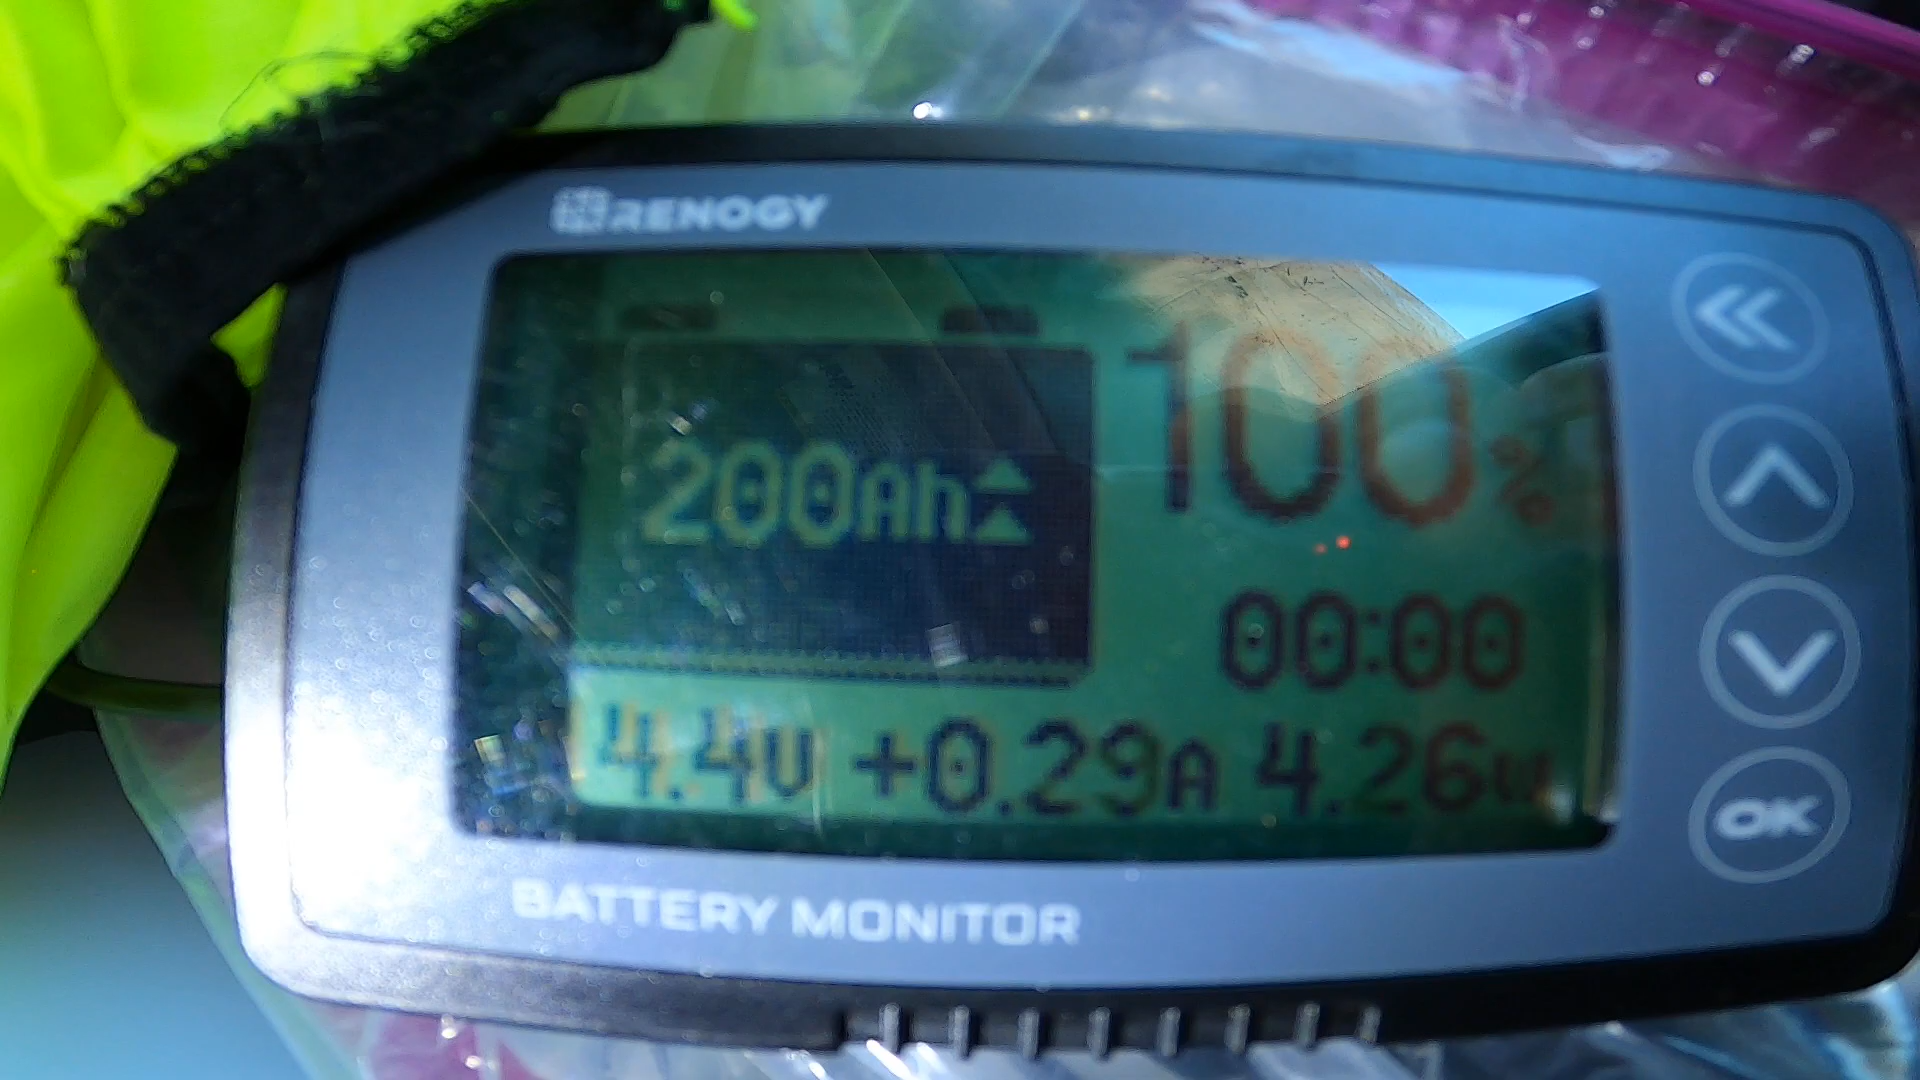 RENOGY
200Ah
100%
00:00
4.4V +0.29A 4.26W
BATTERY MONITOR
OK